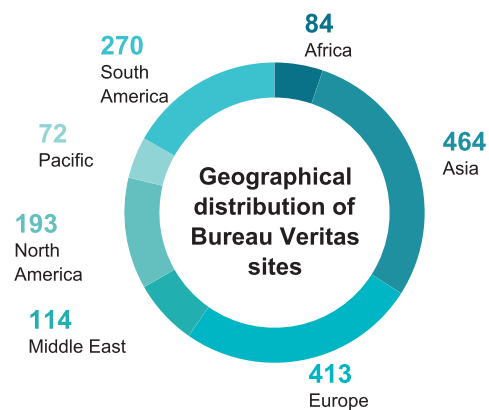 84
Africa
270
South
America
464
Asia
72
Pacific
Geographical
distribution of
Bureau Veritas
sites
193
North
America
114
Middle East
413
Europe